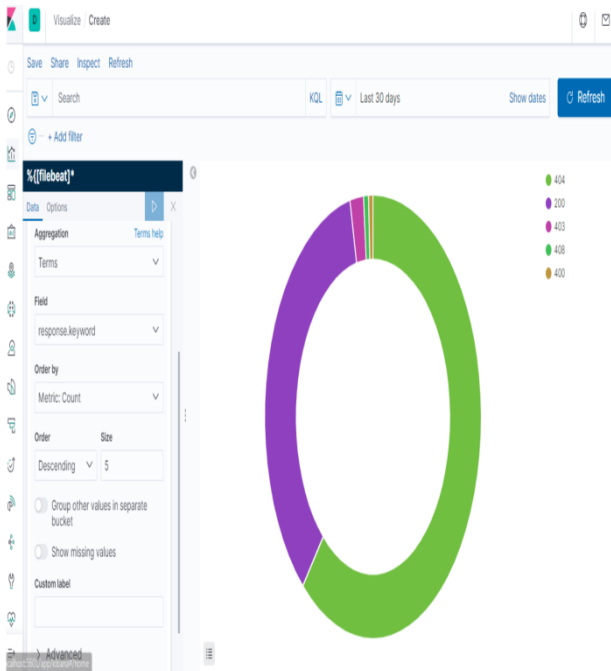 D Visualize Create
Save Share Inspect Refresh
Search KQL Last 30 days Show dates Refresh
+ Add filter
%{[filebeat]*
Data Options
Aggregation Terms help
Terms
Field
response.keyword
Order by
Metric: Count
Order Size
Descending 5
Group other values in separate
bucket
Show missing values
Custom label
Advanced
404
200
403
408
400